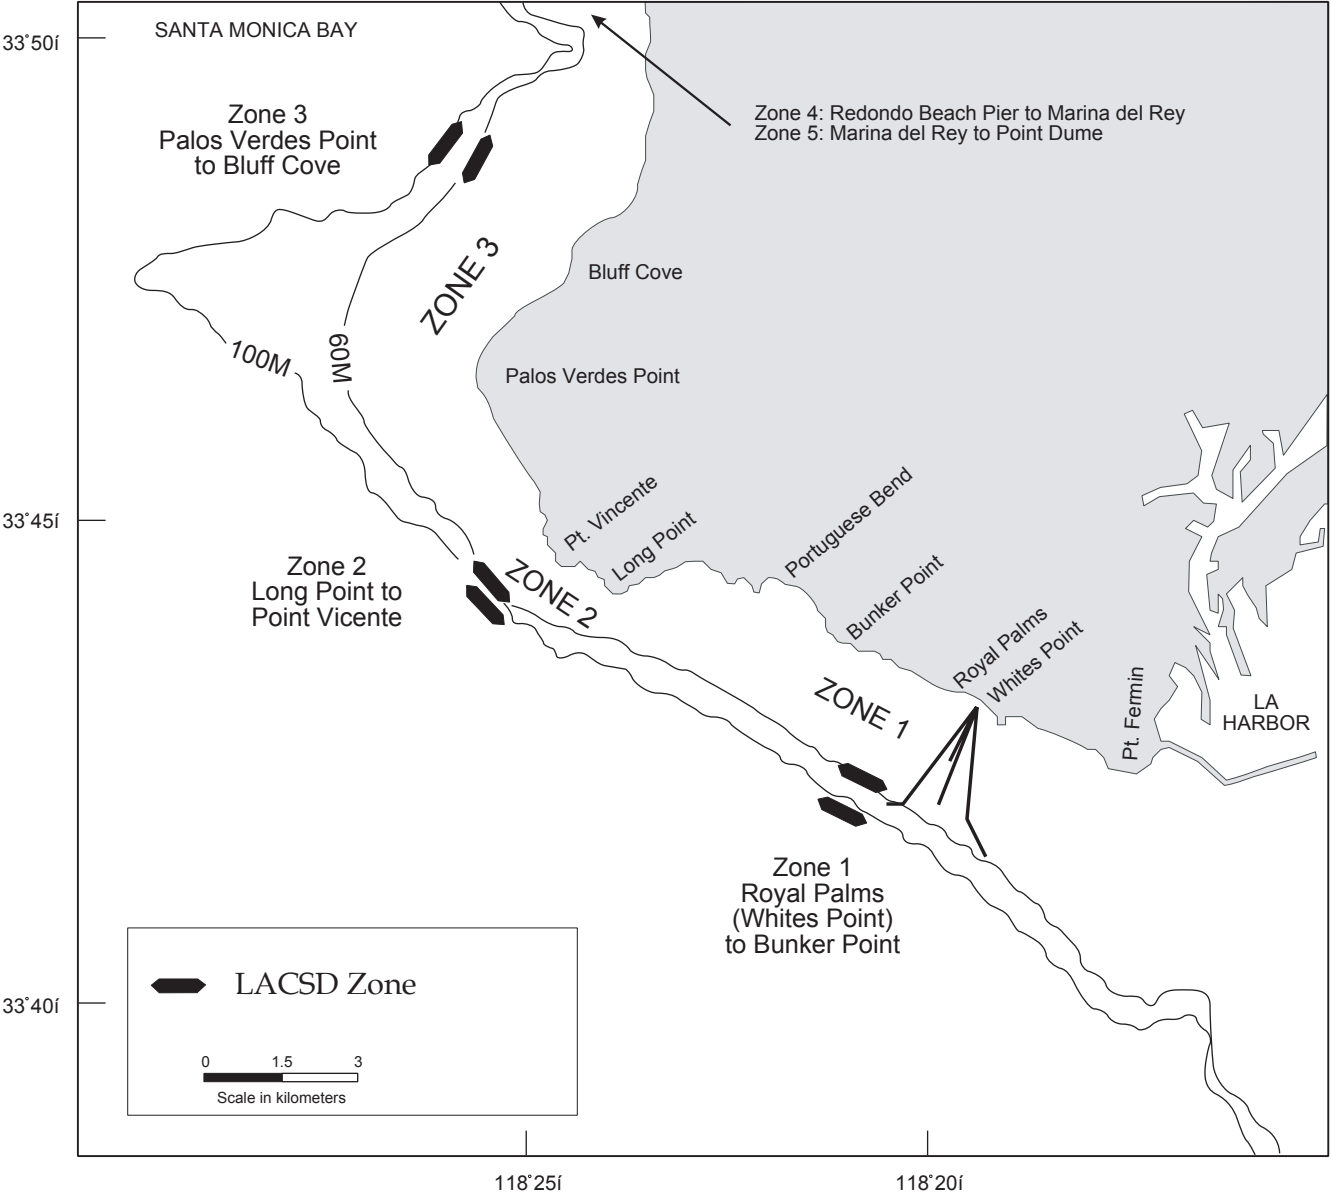 SANTA MONICA BAY
33°50í
Zone 3
Palos Verdes Point
to Bluff Cove
Zone 4: Redondo Beach Pier to Marina del Rey
Zone 5: Marina del Rey to Point Dume
ZONE 3
Bluff Cove
100M
60M
Palos Verdes Point
33°45í
Pt. Vincente
Long Point
Portuguese Bend
Bunker Point
Royal Palms
Whites Point
Pt. Fermin
LA
HARBOR
Zone 2
Long Point to
Point Vicente
ZONE 2
ZONE 1
Zone 1
Royal Palms
(Whites Point)
to Bunker Point
LACSD Zone
33°40í
0 1.5 3
Scale in kilometers
118°25í
118°20í